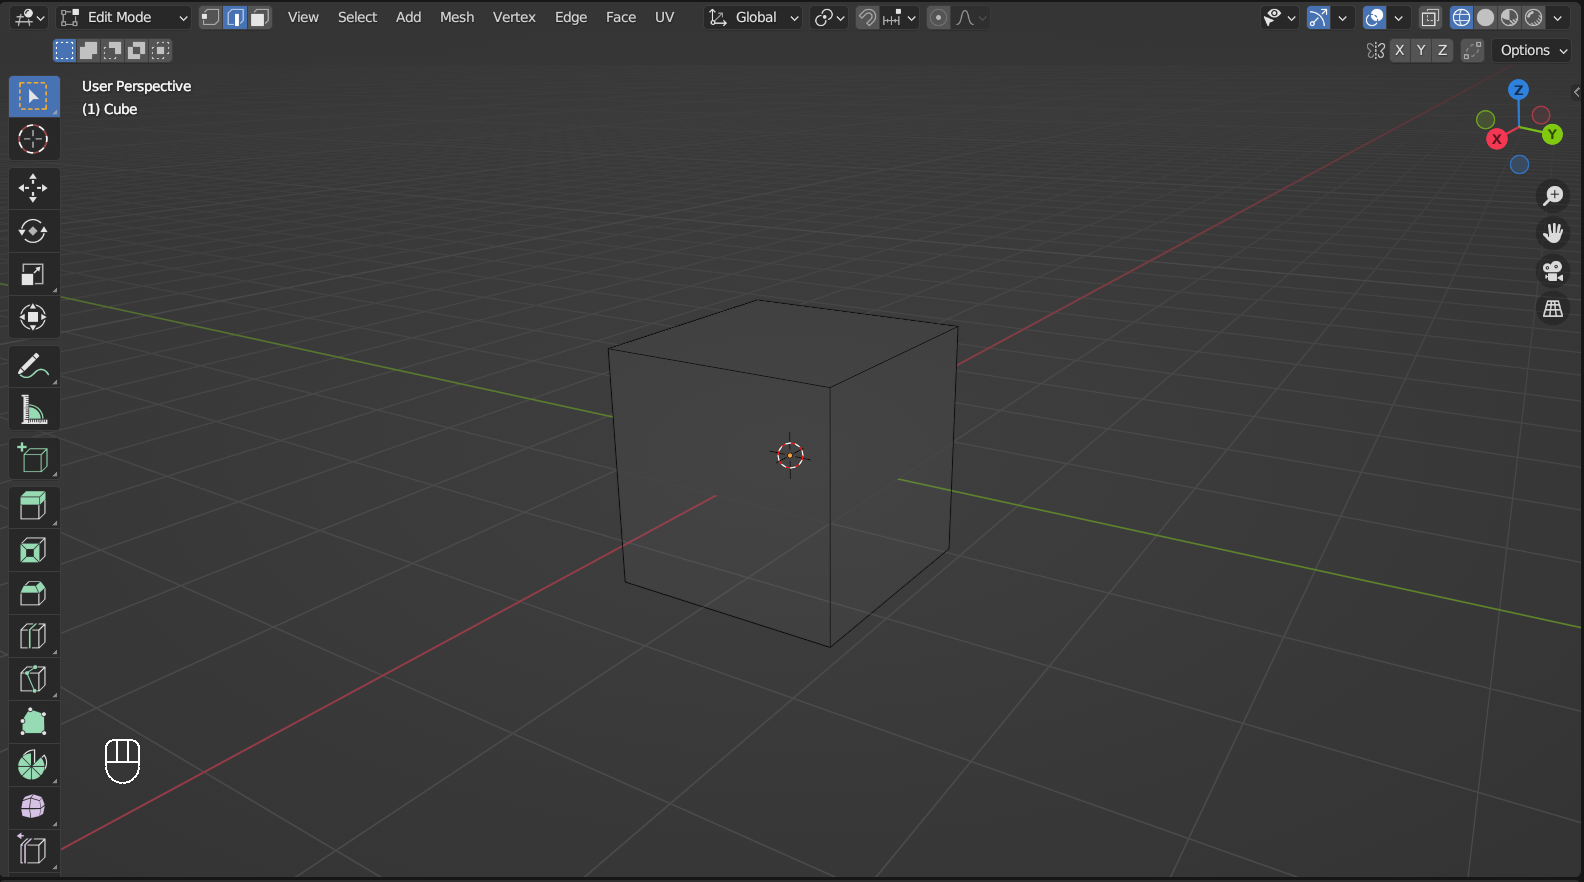 Edit Mode View Select Add Mesh Vertex Edge Face UV Global
X Y Z Options
User Perspective
(1) Cube
Z
X
Y